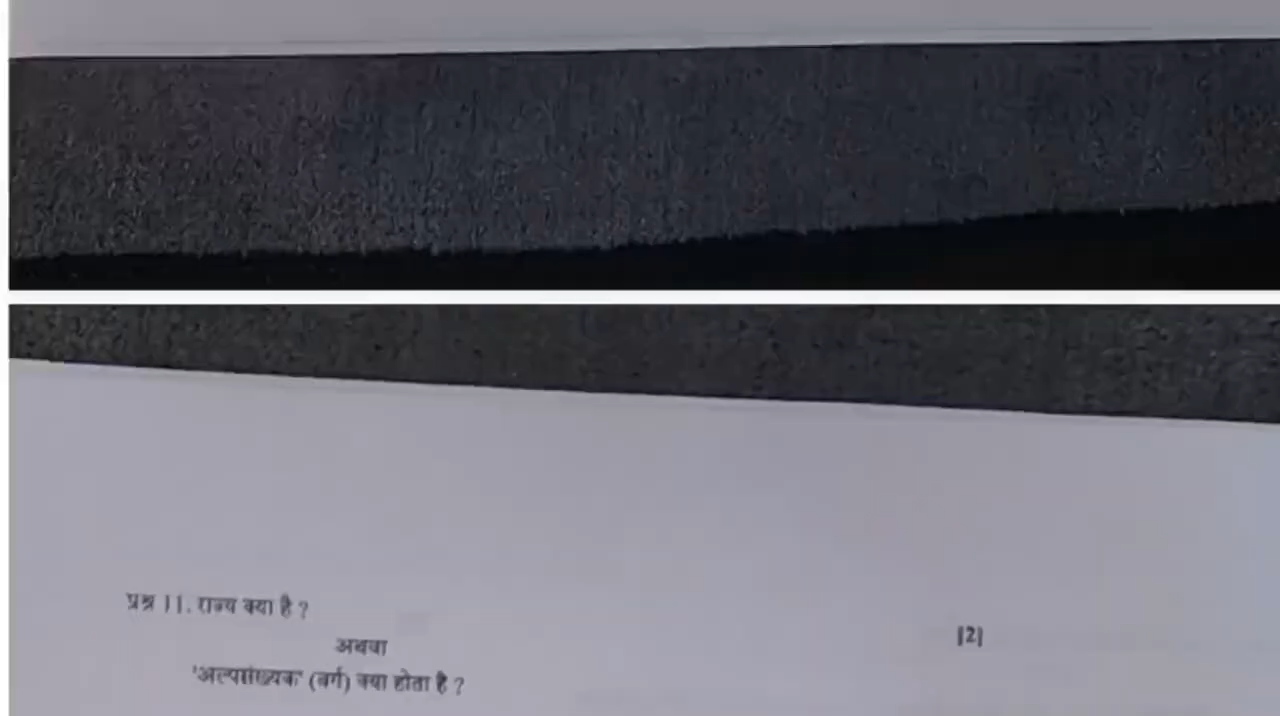 प्रश्न 11. राज्य क्या है ?
अथवा
[2]
'अल्पसंख्यक' (वर्ग) क्या होता है ?